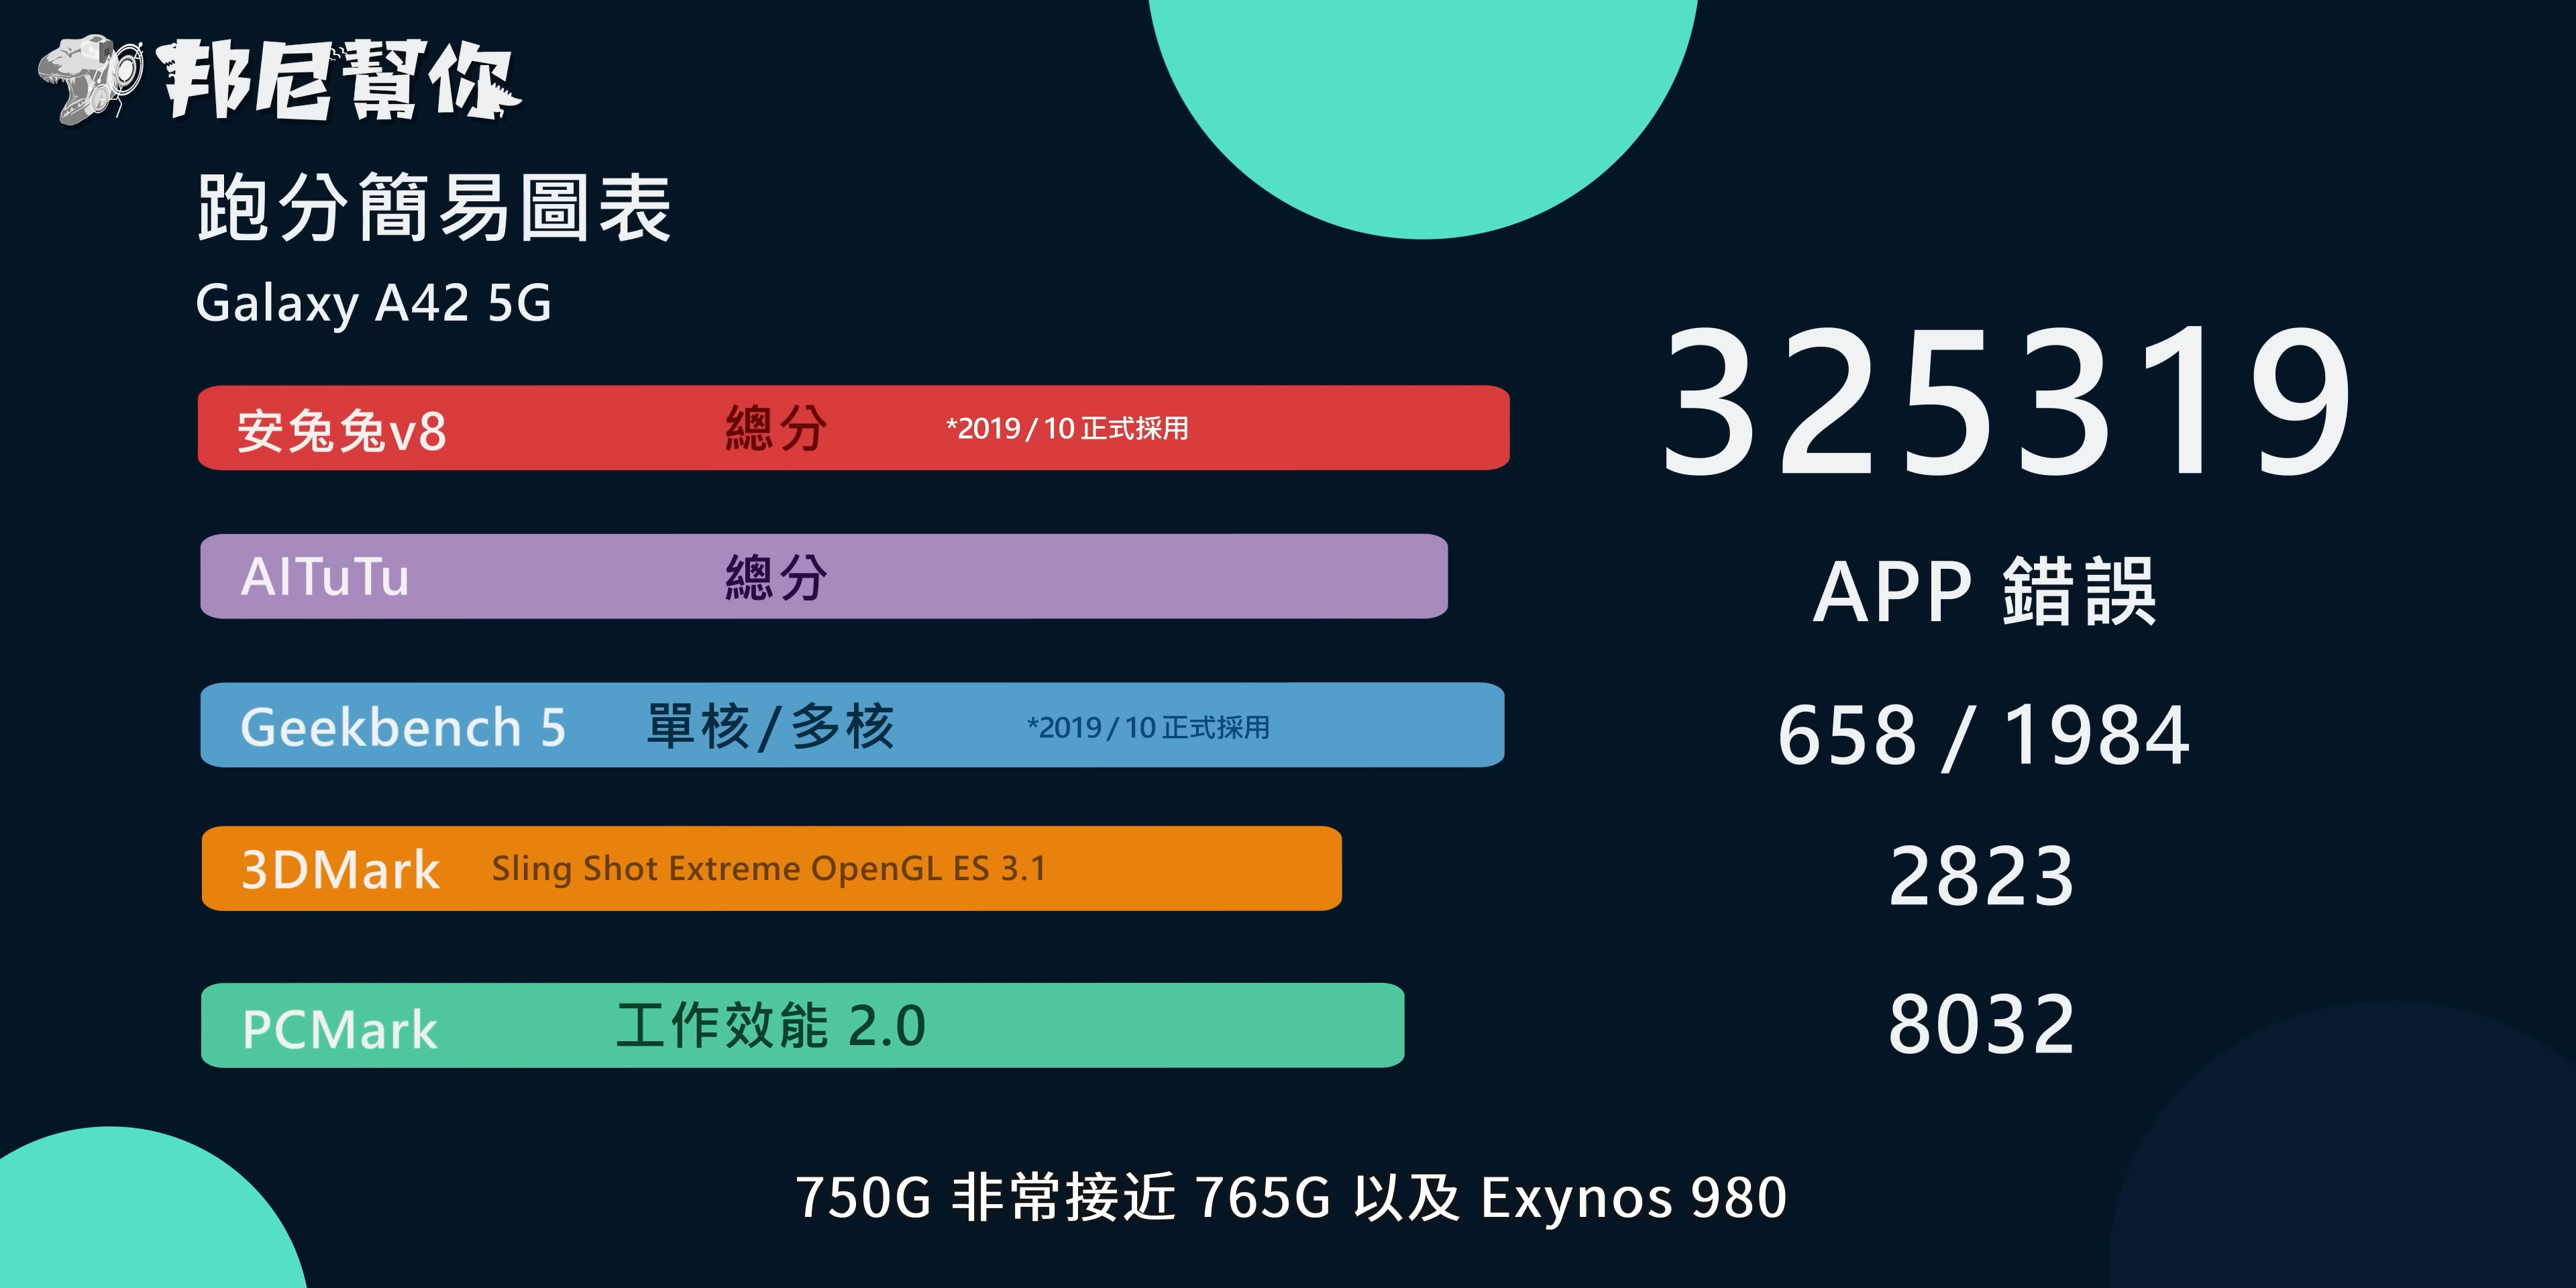 邦尼幫你
跑分簡易圖表
Galaxy A42 5G
安兔兔v8 總分 *2019/10 正式採用 325319
AITuTu 總分 APP 錯誤
Geekbench 5 單核/多核 *2019/10 正式採用 658 / 1984
3DMark Sling Shot Extreme OpenGL ES 3.1 2823
PCMark 工作效能 2.0 8032
750G 非常接近 765G 以及 Exynos 980